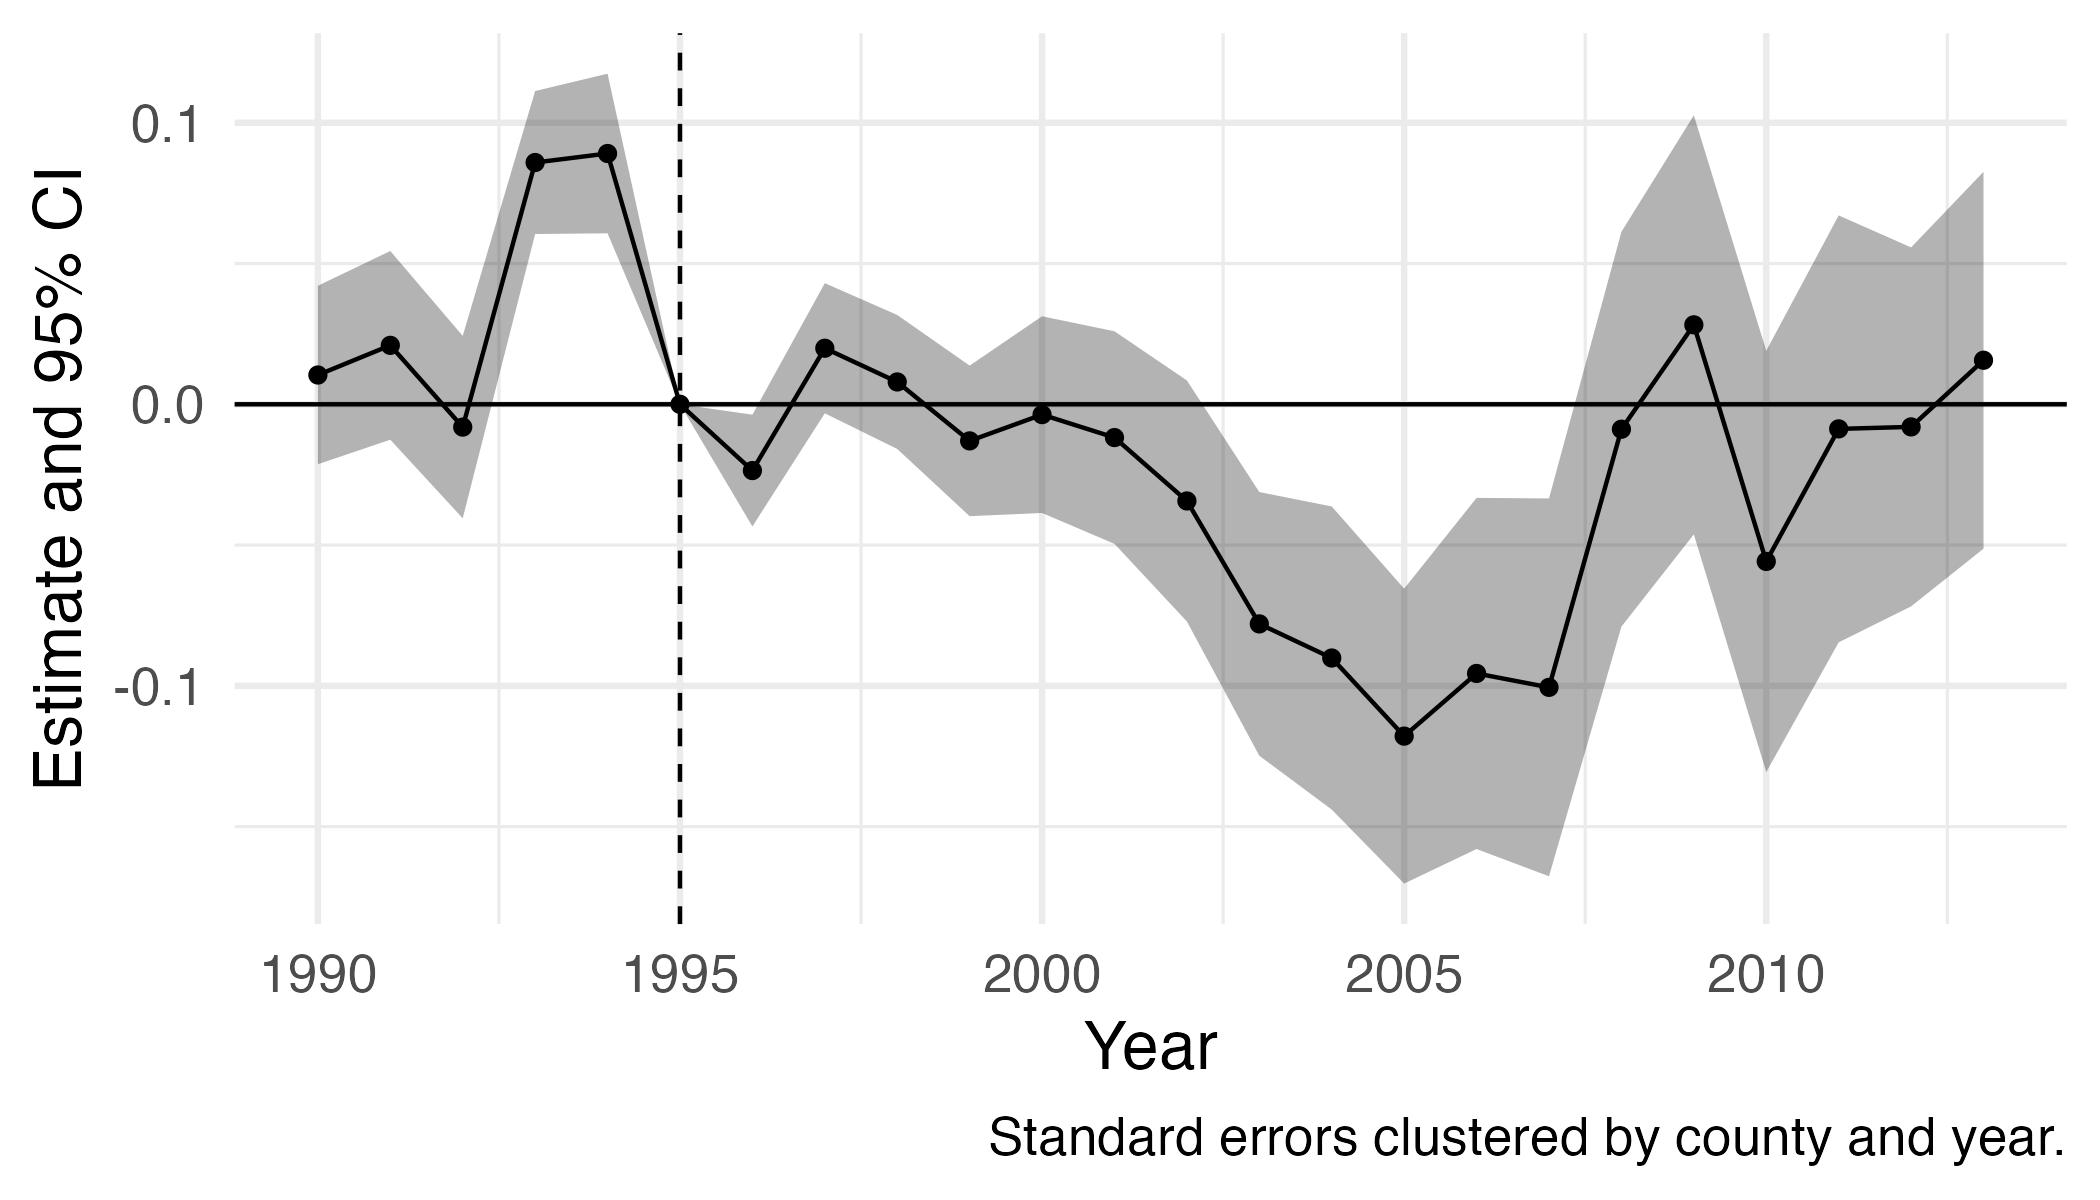 Estimate and 95% CI
0.1
0.0
-0.1
1990
1995
2000
2005
2010
Year
Standard errors clustered by county and year.